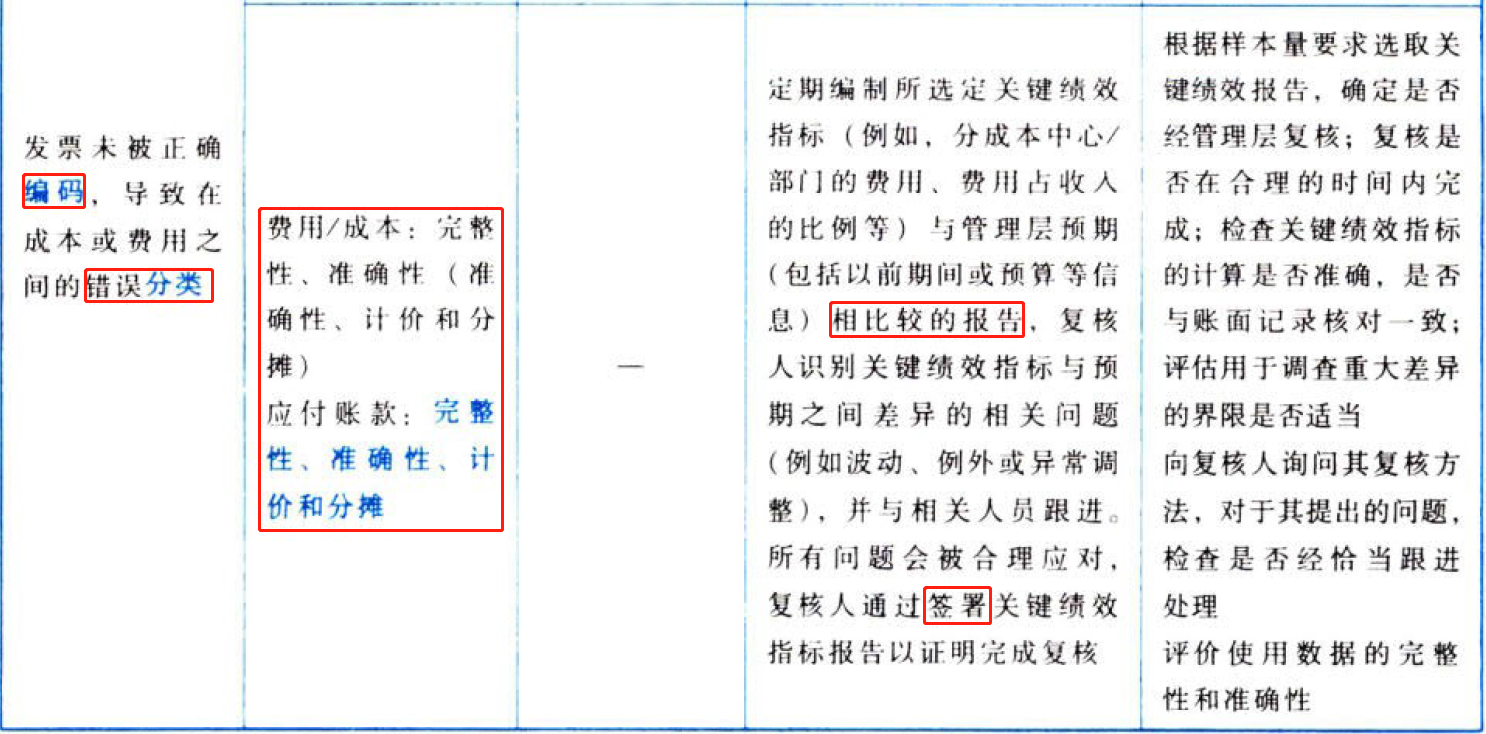 发票未被正确
编码，导致在
成本或费用之
间的错误分类
费用/成本：完整
性、准确性（准
确性、计价和分
摊）
应付账款：完整
性、准确性、计
价和分摊
—
定期编制所选定关键绩效
指标（例如，分成本中心/
部门的费用、费用占收入
的比例等）与管理层预期
（包括以前期间或预算等信
息）相比较的报告，复核
人识别关键绩效指标与预
期之间差异的相关问题
（例如波动、例外或异常调
整），并与相关人员跟进。
所有问题会被合理应对，
复核人通过签署关键绩效
指标报告以证明完成复核
根据样本量要求选取关
键绩效报告，确定是否
经管理层复核；复核是
否在合理的时间内完
成；检查关键绩效指标
的计算是否准确，是否
与账面记录核对一致；
评估用于调查重大差异
的界限是否适当
向复核人询问其复核方
法，对于其提出的问题，
检查是否经恰当跟进
处理
评价使用数据的完整
性和准确性